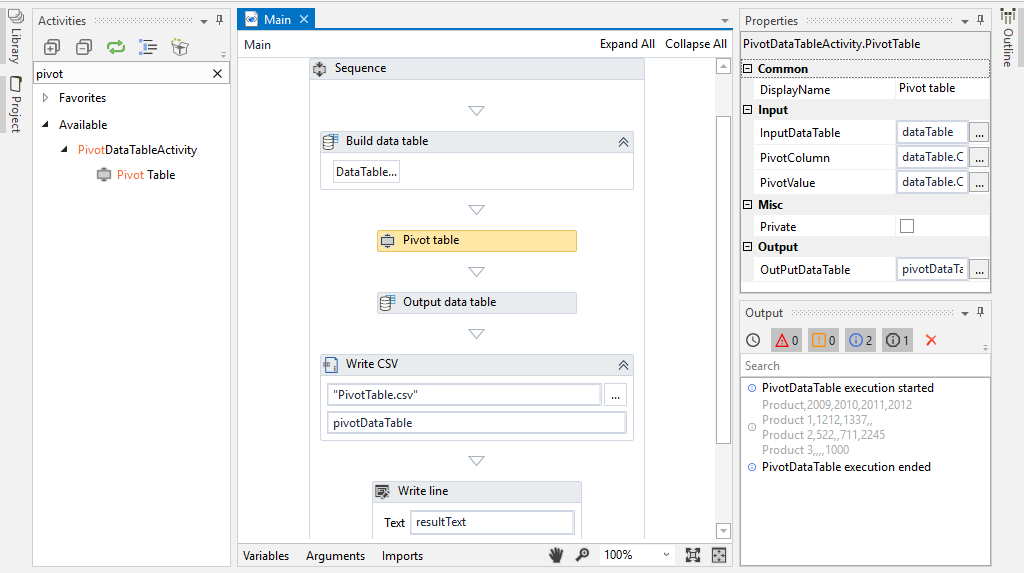 Library
Project
Activities
pivot
Favorites
Available
PivotDataTableActivity
Pivot Table
Main
Main
Expand All Collapse All
Sequence
Build data table
DataTable...
Pivot table
Output data table
Write CSV
"PivotTable.csv"
...
pivotDataTable
Write line
Text resultText
Variables Arguments Imports
100%
Properties
PivotDataTableActivity.PivotTable
Common
DisplayName Pivot table
Input
InputDataTable dataTable ...
PivotColumn dataTable.C ...
PivotValue dataTable.C ...
Misc
Private
Output
OutPutDataTable pivotDataTa ...
Output
0 0 2 1
Search
PivotDataTable execution started
Product,2009,2010,2011,2012
Product 1,1212,1337,,
Product 2,522,,711,2245
Product 3,,,,1000
PivotDataTable execution ended
Outline